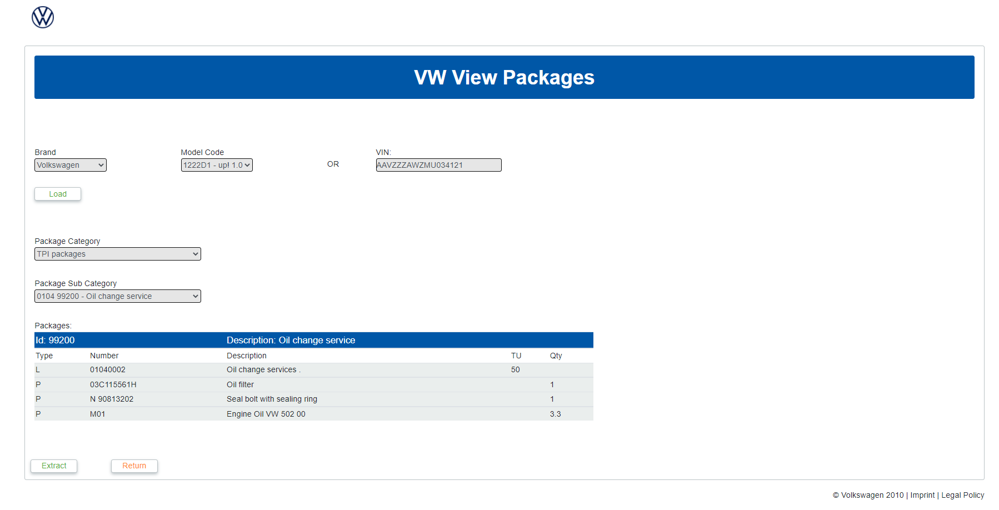 VW View Packages
Brand Model Code VIN:
Volkswagen 1222D1 - up! 1.0 OR AAVZZZAWZMU034121
Load
Package Category
TPI packages
Package Sub Category
0104 99200 - Oil change service
Packages:
Id: 99200 Description: Oil change service
Type Number Description TU Qty
L 01040002 Oil change services . 50
P 03C115561H Oil filter 1
P N 90813202 Seal bolt with sealing ring 1
P M01 Engine Oil VW 502 00 3.3
Extract Return
© Volkswagen 2010 | Imprint | Legal Policy